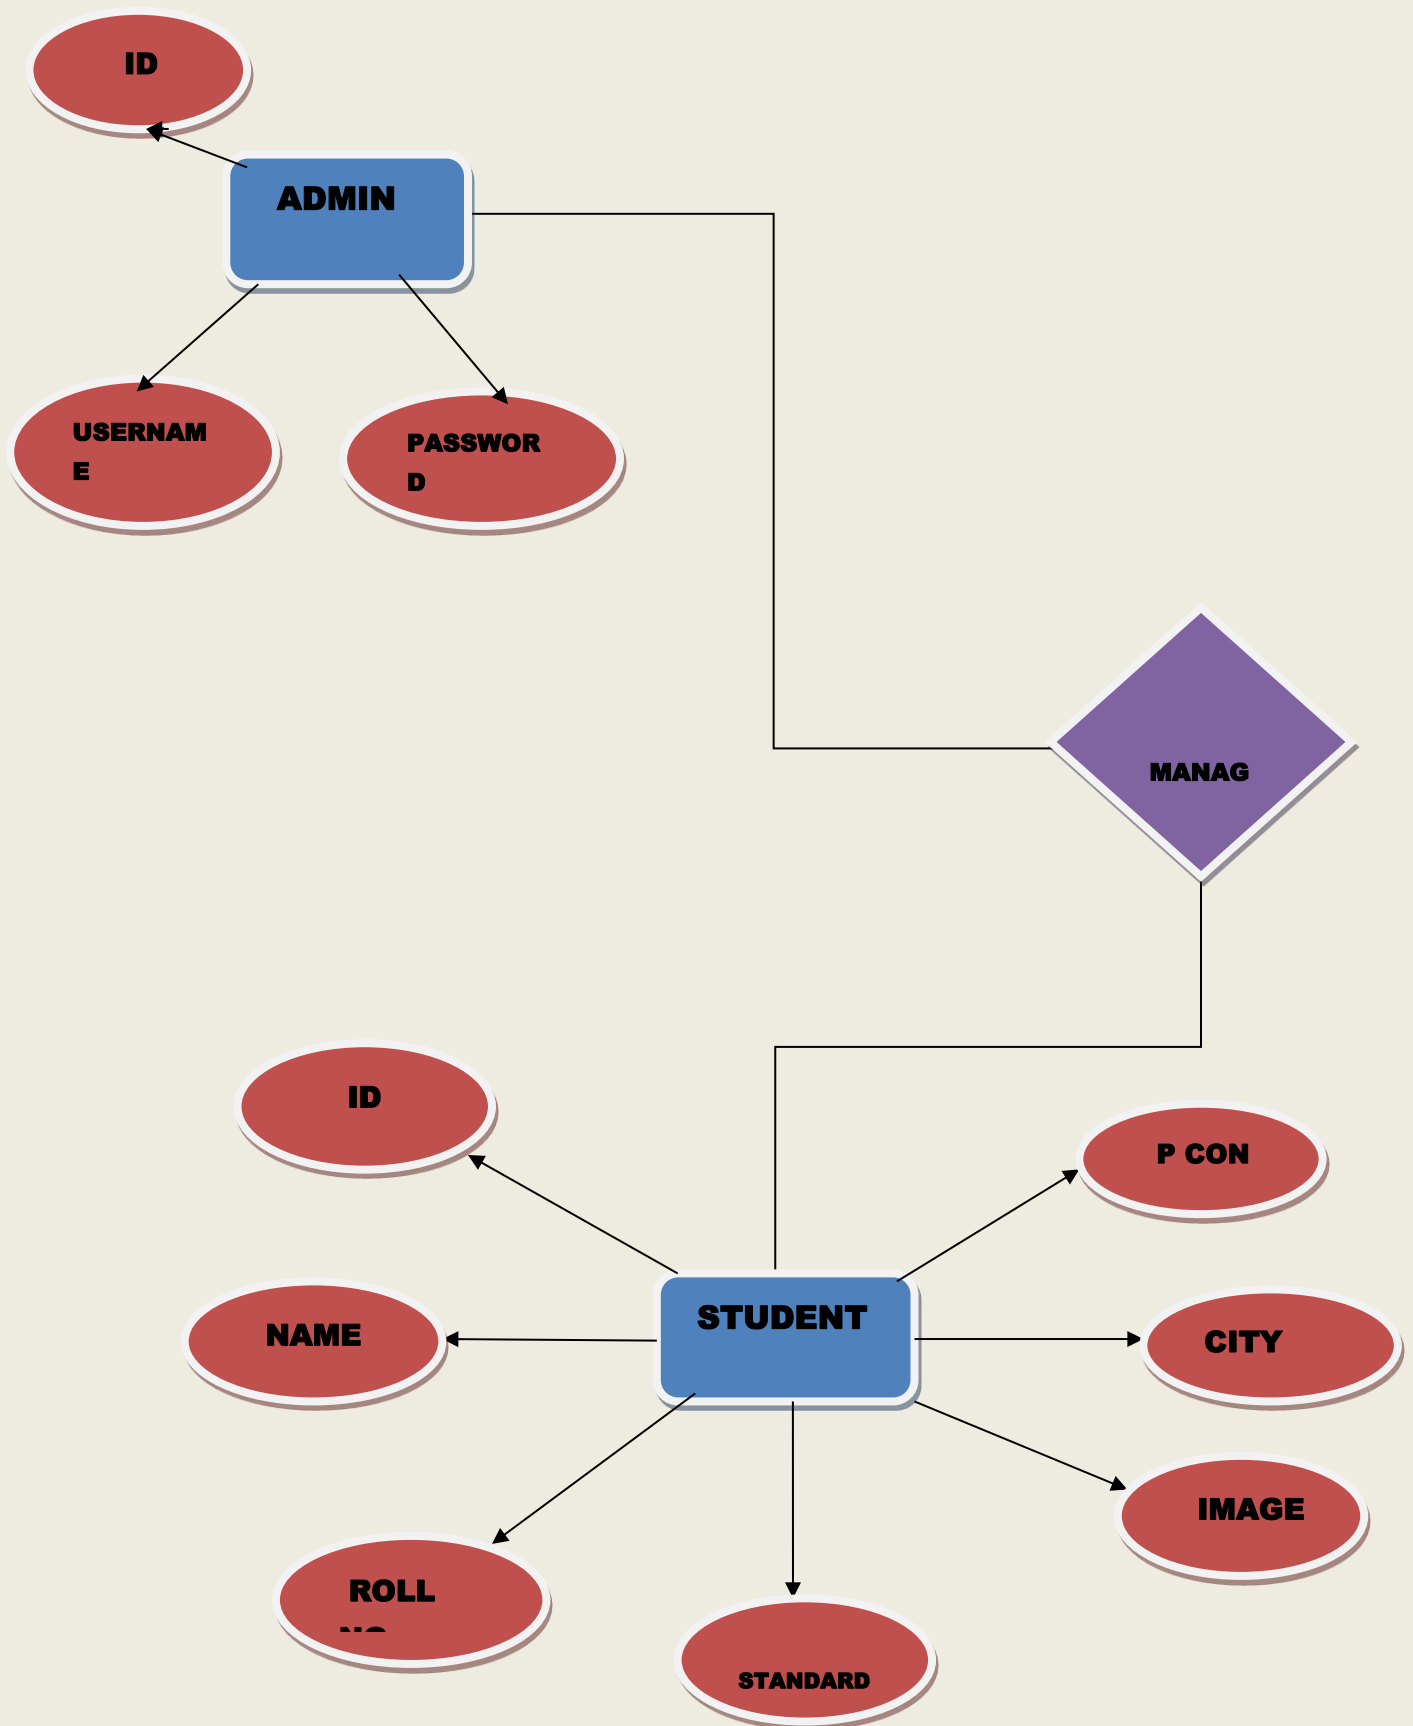 ID
ADMIN
USERNAM
E
PASSWOR
D
MANAG
ID
P CON
STUDENT
NAME
CITY
IMAGE
ROLL
STANDARD